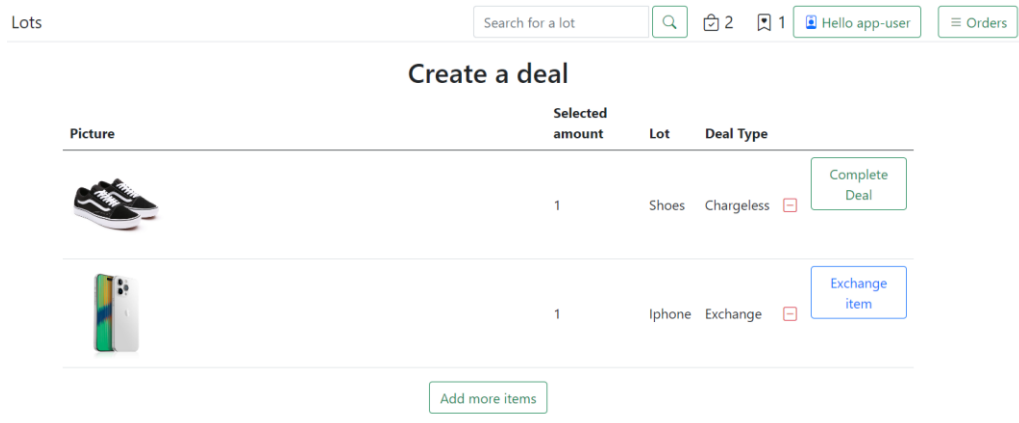 Lots
Search for a lot
2
1
Hello app-user
Orders
Create a deal
Picture
Selected
amount
Lot
Deal Type
1
Shoes
Chargeless
Complete
Deal
1
Iphone
Exchange
Exchange
item
Add more items